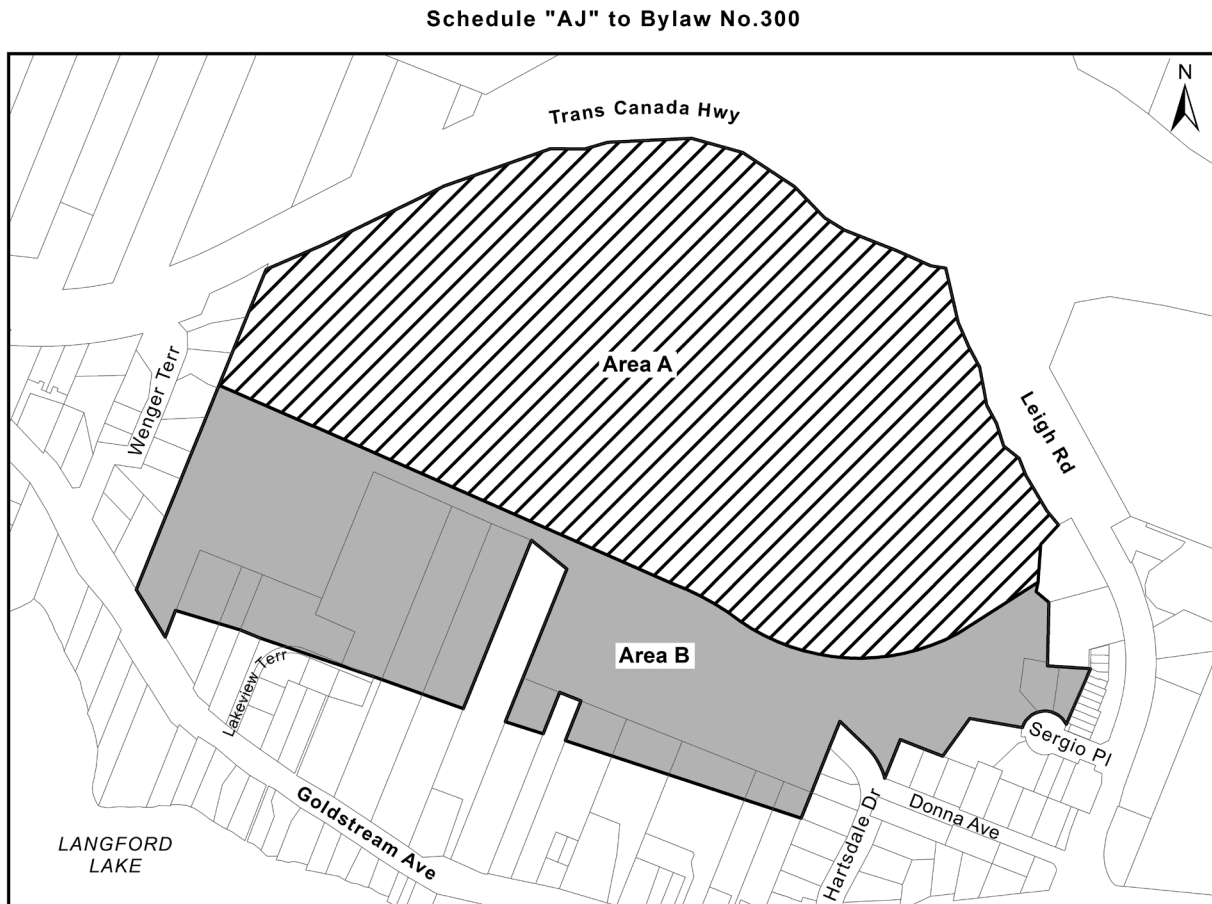 Schedule "AJ" to Bylaw No.300
N
Trans Canada Hwy
Area A
Wenger Terr
Leigh Rd
Area B
Lakeview Terr
Sergio Pl
Goldstream Ave
Donna Ave
Hartsdale Dr
LANGFORD
LAKE